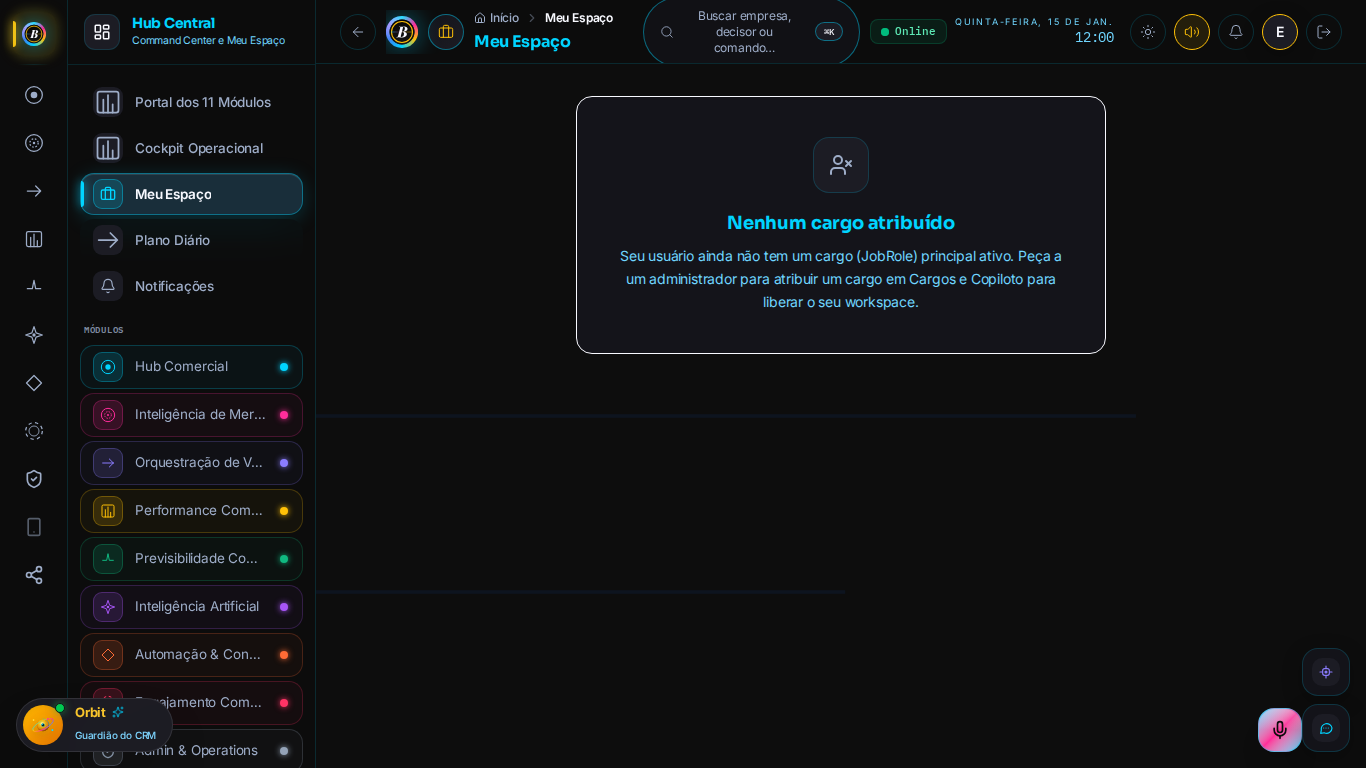 B
Hub Central
Command Center e Meu Espaço
Portal dos 11 Módulos
Cockpit Operacional
Meu Espaço
Plano Diário
Notificações
MÓDULOS
Hub Comercial
Inteligência de Mer...
Orquestração de V...
Performance Com...
Previsibilidade Co...
Inteligência Artificial
Automação & Con...
ajamento Com...
Admin & Operations
Orbit
Guardião do CRM
B
Início
Meu Espaço
Meu Espaço
Buscar empresa,
decisor ou
comando...
⌘K
Online
QUINTA-FEIRA, 15 DE JAN.
12:00
E
Nenhum cargo atribuído
Seu usuário ainda não tem um cargo (JobRole) principal ativo. Peça a
um administrador para atribuir um cargo em Cargos e Copiloto para
liberar o seu workspace.